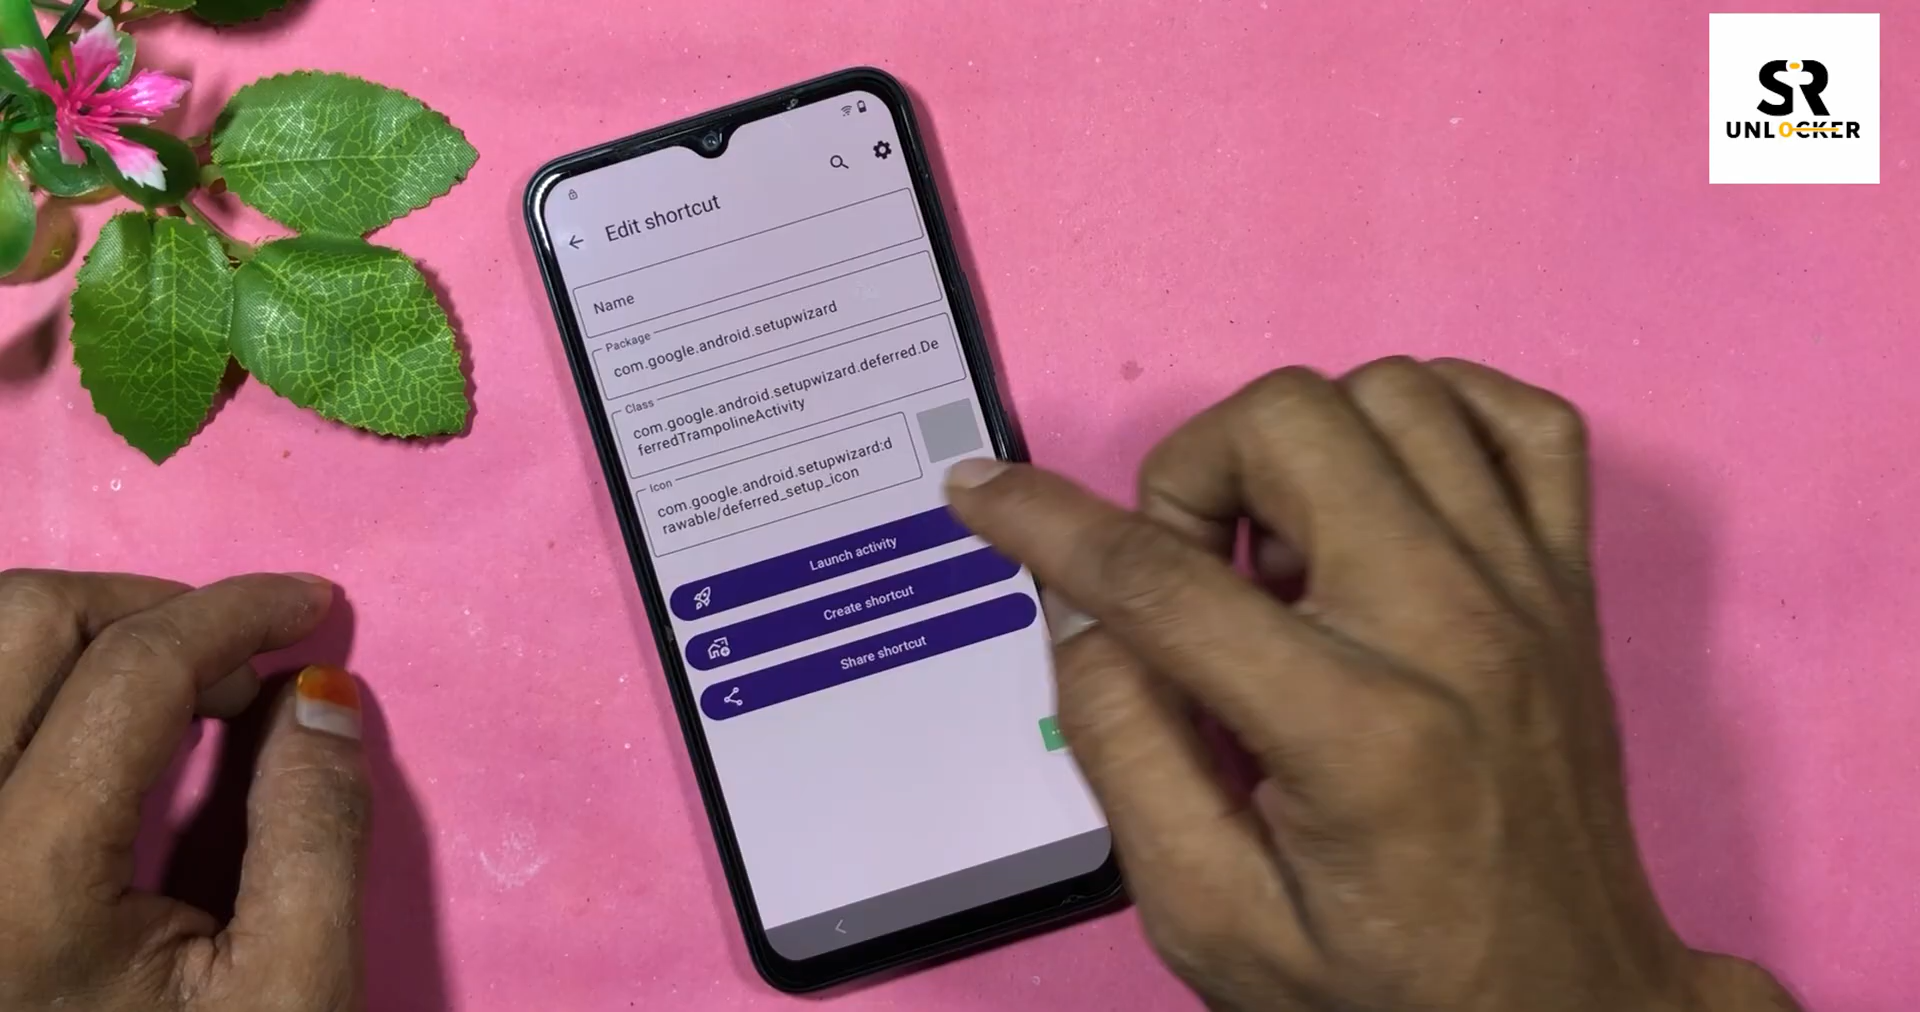 SR
UNLOCKER
Edit shortcut
Name
Package
com.google.android.setupwizard
Class
com.google.android.setupwizard.deferred.De
ferredTrampolineActivity
Icon
com.google.android.setupwizard:d
rawable/deferred_setup_icon
Launch activity
Create shortcut
Share shortcut